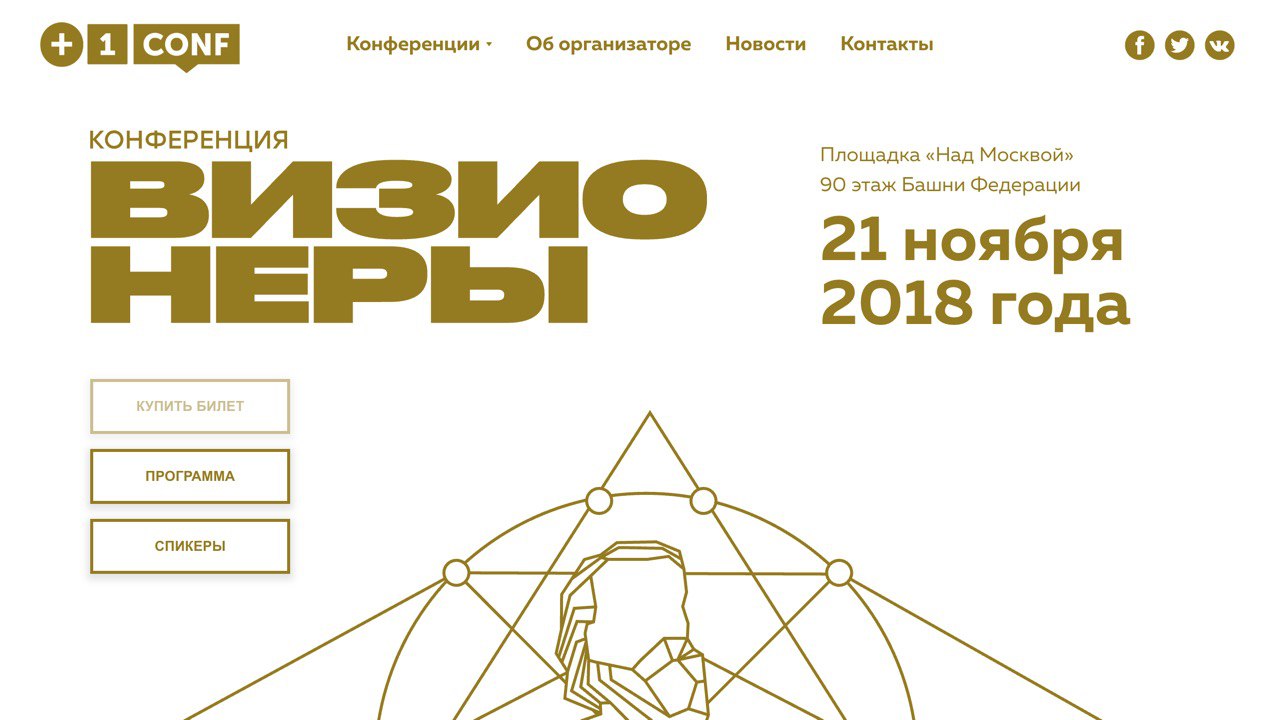 +1 CONF
Конференции
Об организаторе
Новости
Контакты
КОНФЕРЕНЦИЯ
ВИЗИО
НЕРЫ
Площадка «Над Москвой»
90 этаж Башни Федерации
21 ноября
2018 года
КУПИТЬ БИЛЕТ
ПРОГРАММА
СПИКЕРЫ